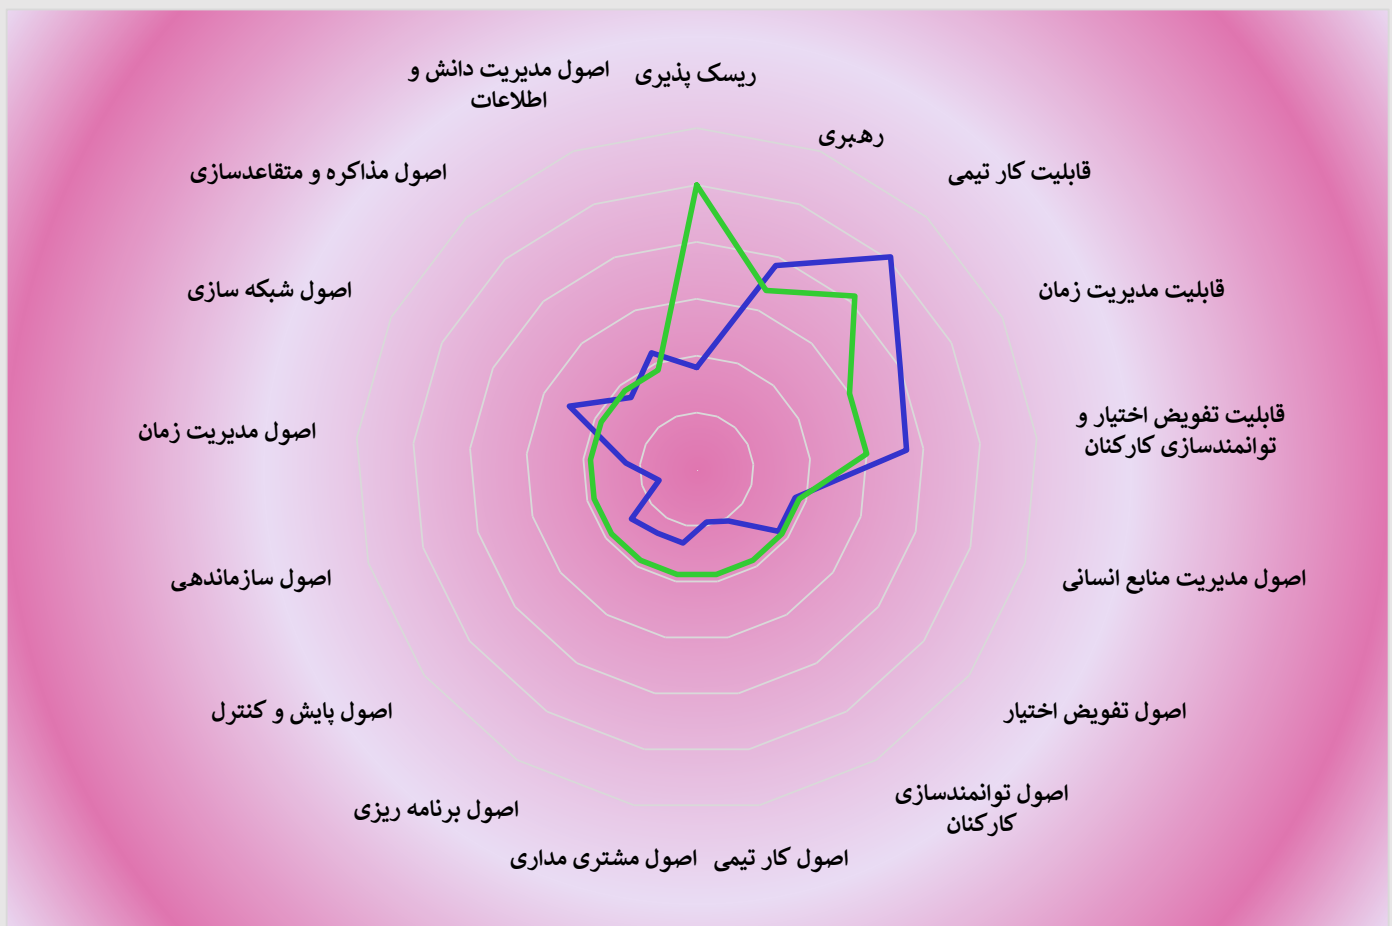 ریسک پذیری
رهبری
قابلیت کار تیمی
قابلیت مدیریت زمان
قابلیت تفویض اختیار و
توانمندسازی کارکنان
اصول مدیریت منابع انسانی
اصول تفویض اختیار
اصول توانمندسازی
کارکنان
اصول کار تیمی
اصول مشتری مداری
اصول برنامه ریزی
اصول پایش و کنترل
اصول سازماندهی
اصول مدیریت زمان
اصول شبکه سازی
اصول مذاکره و متقاعدسازی
اصول مدیریت دانش و
اطلاعات